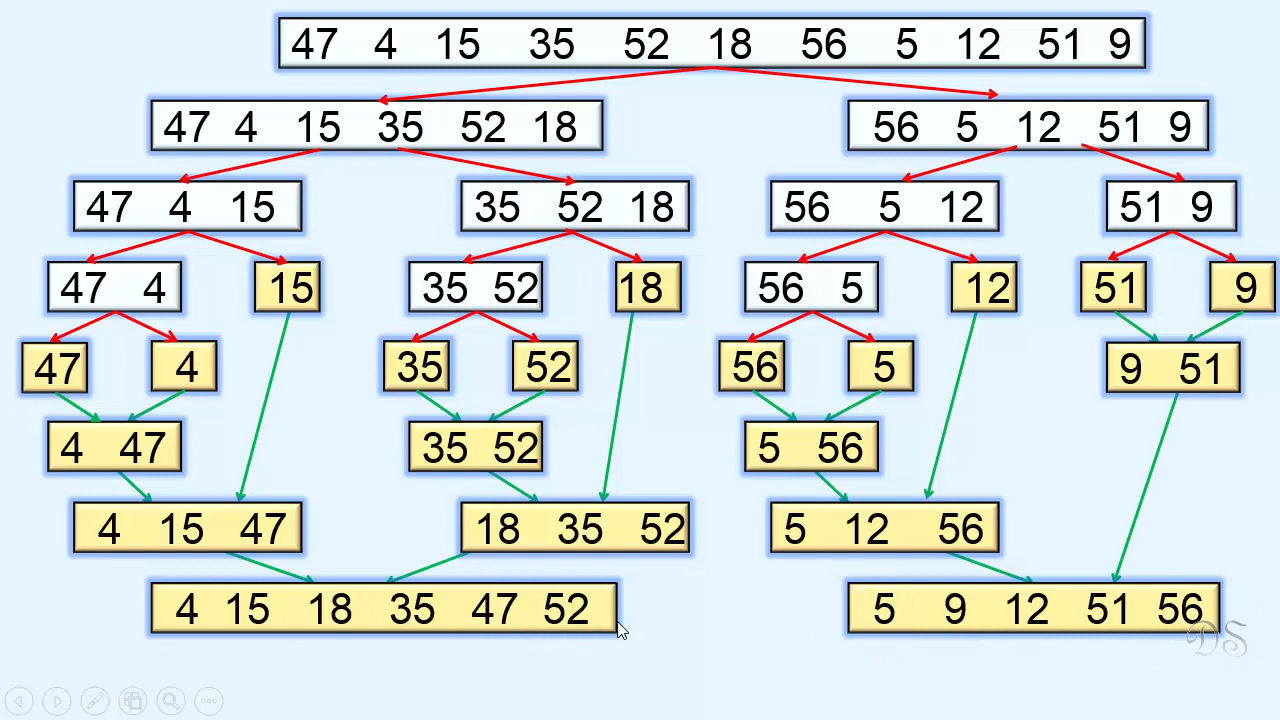 47 4 15 35 52 18 56 5 12 51 9
47 4 15 35 52 18 56 5 12 51 9
47 4 15 35 52 18 56 5 12 51 9
47 4 15 35 52 18 56 5 12 51 9
47 4 35 52 56 5 9 51
4 47 35 52 5 56
4 15 47 18 35 52 5 12 56
4 15 18 35 47 52 5 9 12 51 56
DS